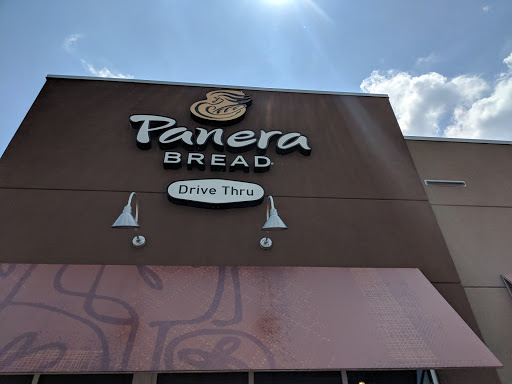 Panera
BREAD
Drive Thru